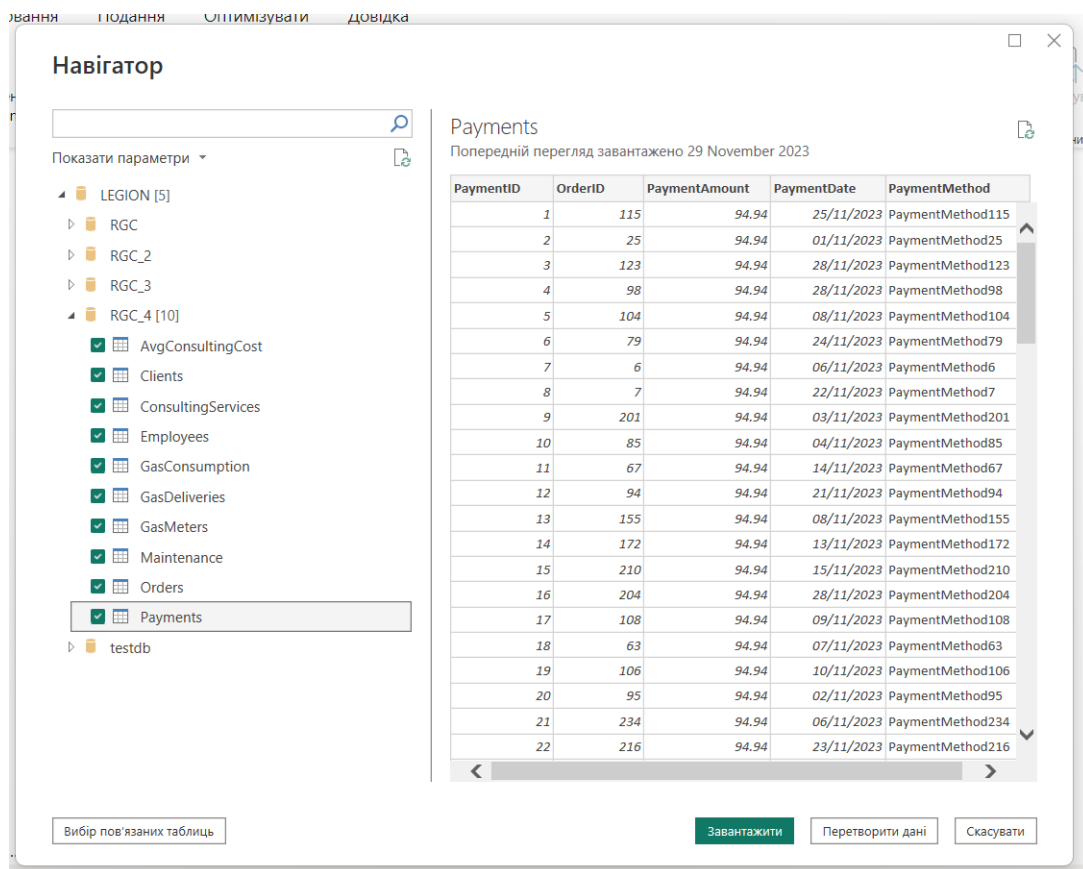 Подання Оптимізувати Довідка
Навігатор
Показати параметри
LEGION [5]
RGC
RGC_2
RGC_3
RGC_4 [10]
AvgConsultingCost
Clients
ConsultingServices
Employees
GasConsumption
GasDeliveries
GasMeters
Maintenance
Orders
Payments
testdb
Payments
Попередній перегляд завантажено 29 November 2023
PaymentID OrderID PaymentAmount PaymentDate PaymentMethod
1 115 94.94 25/11/2023 PaymentMethod115
2 25 94.94 01/11/2023 PaymentMethod25
3 123 94.94 28/11/2023 PaymentMethod123
4 98 94.94 28/11/2023 PaymentMethod98
5 104 94.94 08/11/2023 PaymentMethod104
6 79 94.94 24/11/2023 PaymentMethod79
7 6 94.94 06/11/2023 PaymentMethod6
8 7 94.94 22/11/2023 PaymentMethod7
9 201 94.94 03/11/2023 PaymentMethod201
10 85 94.94 04/11/2023 PaymentMethod85
11 67 94.94 14/11/2023 PaymentMethod67
12 94 94.94 21/11/2023 PaymentMethod94
13 155 94.94 08/11/2023 PaymentMethod155
14 172 94.94 13/11/2023 PaymentMethod172
15 210 94.94 15/11/2023 PaymentMethod210
16 204 94.94 28/11/2023 PaymentMethod204
17 108 94.94 09/11/2023 PaymentMethod108
18 63 94.94 07/11/2023 PaymentMethod63
19 106 94.94 10/11/2023 PaymentMethod106
20 95 94.94 02/11/2023 PaymentMethod95
21 234 94.94 06/11/2023 PaymentMethod234
22 216 94.94 23/11/2023 PaymentMethod216
Вибір пов'язаних таблиць
Завантажити
Перетворити дані
Скасувати